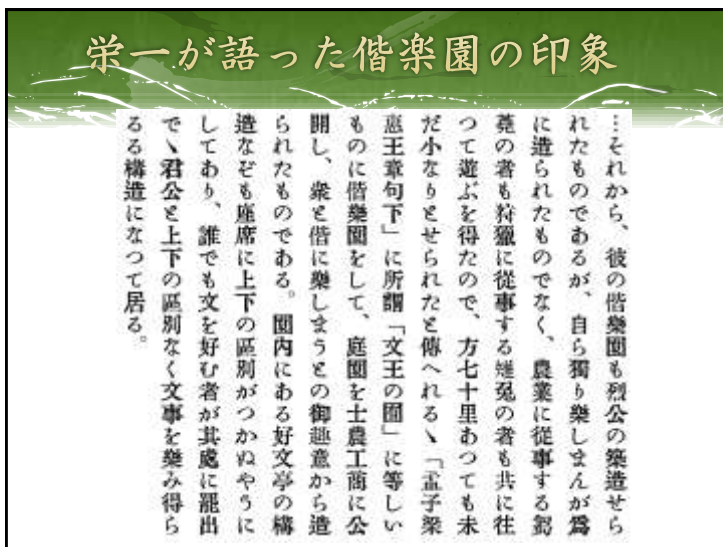 栄一が語った偕楽園の印象
…それから、彼の偕樂園も烈公の築造せら
れたものであるが、自ら獨り樂しまんが爲
に造られたものでなく、農業に從事する芻
蕘の者も狩獵に從事する雉兎の者も共に往
つて遊ぶを得たので、方七十里あつても未
だ小なりとせられたと傳へれるゝ「孟子梁
惠王章句下」に所謂「文王の囿」に等しい
ものに偕樂園をして、庭園を士農工商に公
開し、衆と偕に樂しまうとの御趣意から造
られたものである。園内にある好文亭の構
造なぞも座席に上下の區別がつかぬやうに
してあり、誰でも文を好む者が其處に罷出
で、君公と上下の區別なく文事を樂み得ら
るる構造になつて居る。